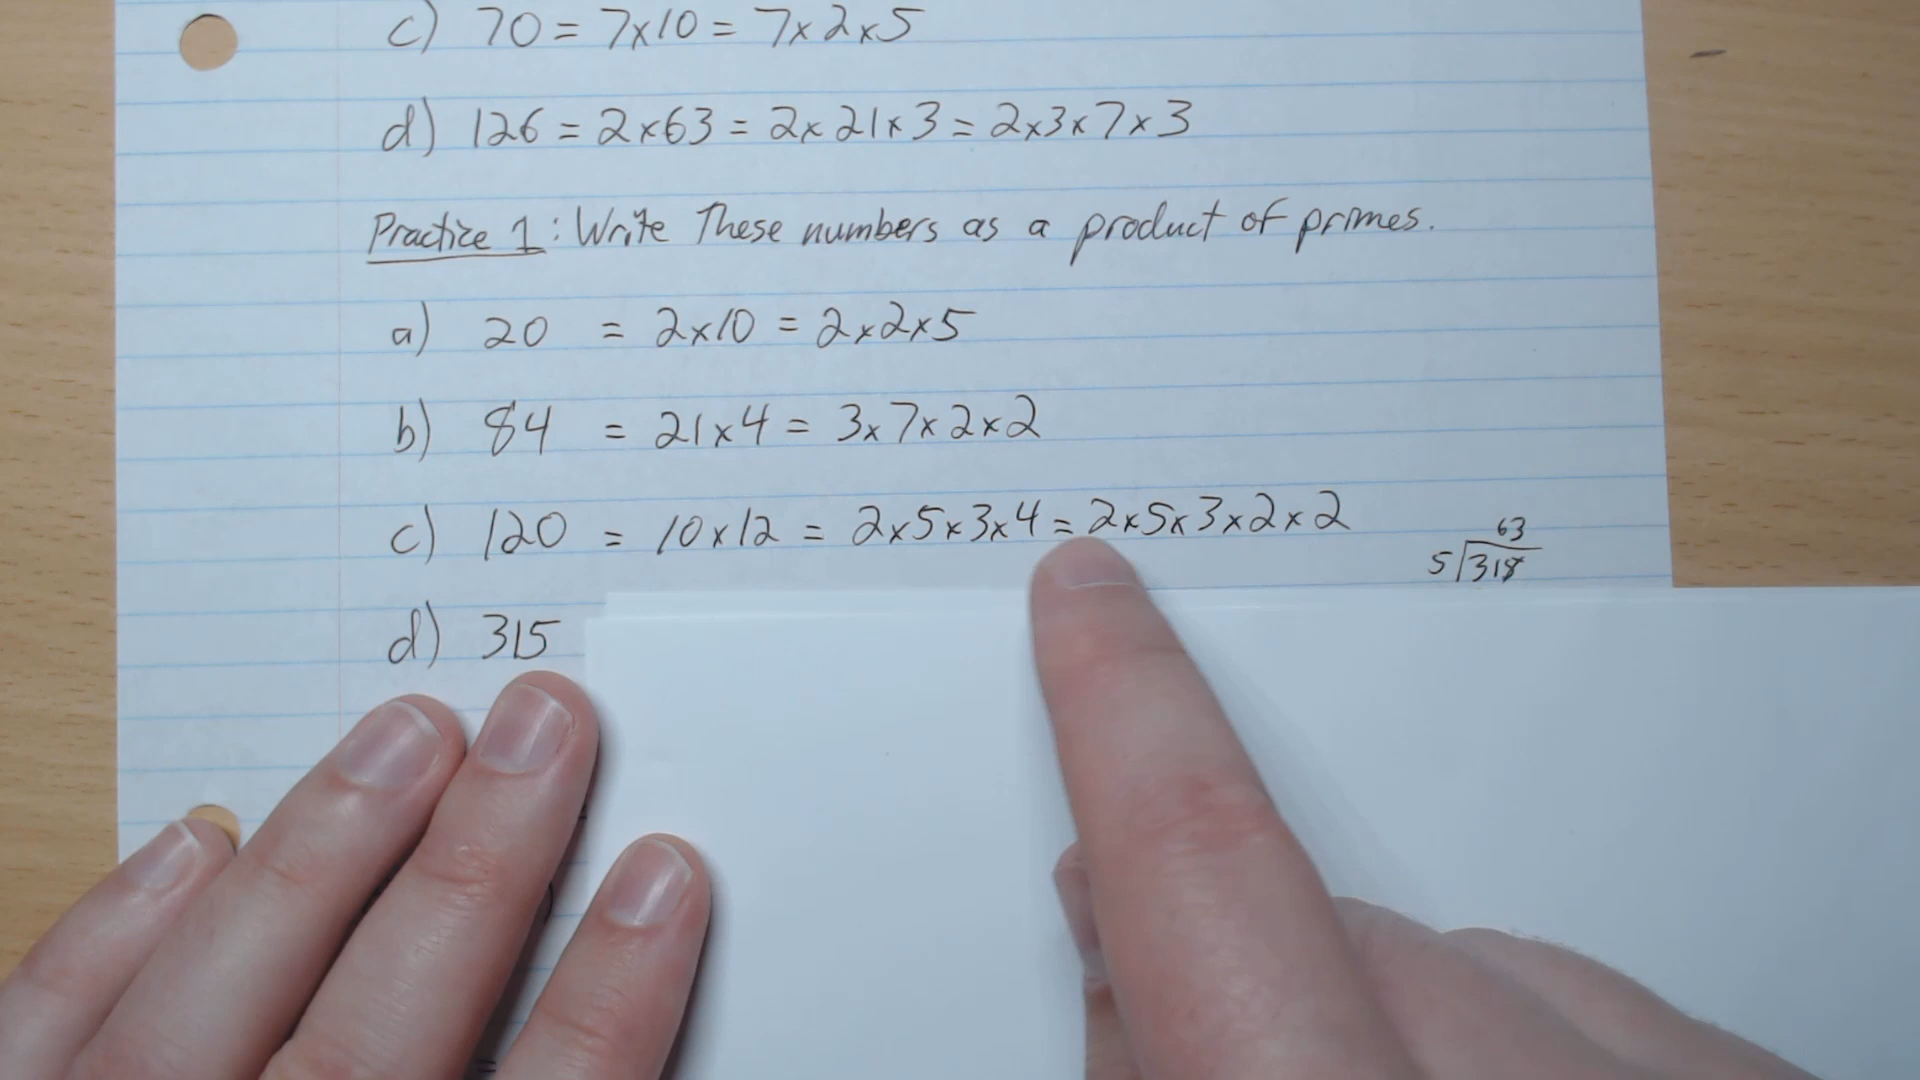 c) 70 = 7x10 = 7x2x5
d) 126 = 2x63 = 2x21x3 = 2x3x7x3
Practice 1: Write These numbers as a product of primes.
a) 20 = 2x10 = 2x2x5
b) 84 = 21x4 = 3x7x2x2
c) 120 = 10x12 = 2x5x3x4 = 2x5x3x2x2
63
5
d) 315